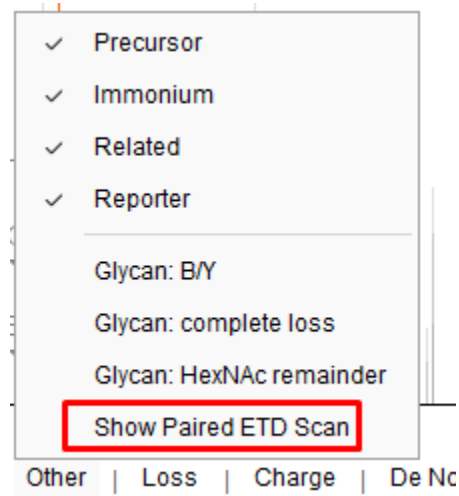 Precursor
Immonium
Related
Reporter
Glycan: B/Y
Glycan: complete loss
Glycan: HexNAc remainder
Show Paired ETD Scan
Other | Loss | Charge | De No